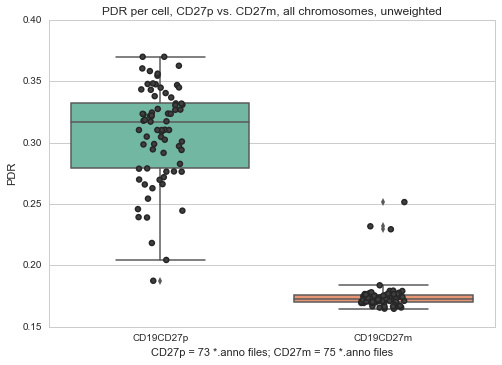 PDR per cell, CD27p vs. CD27m, all chromosomes, unweighted
0.40
0.35
0.30
0.25
0.20
0.15
PDR
CD19CD27p
CD19CD27m
CD27p = 73 *.anno files; CD27m = 75 *.anno files